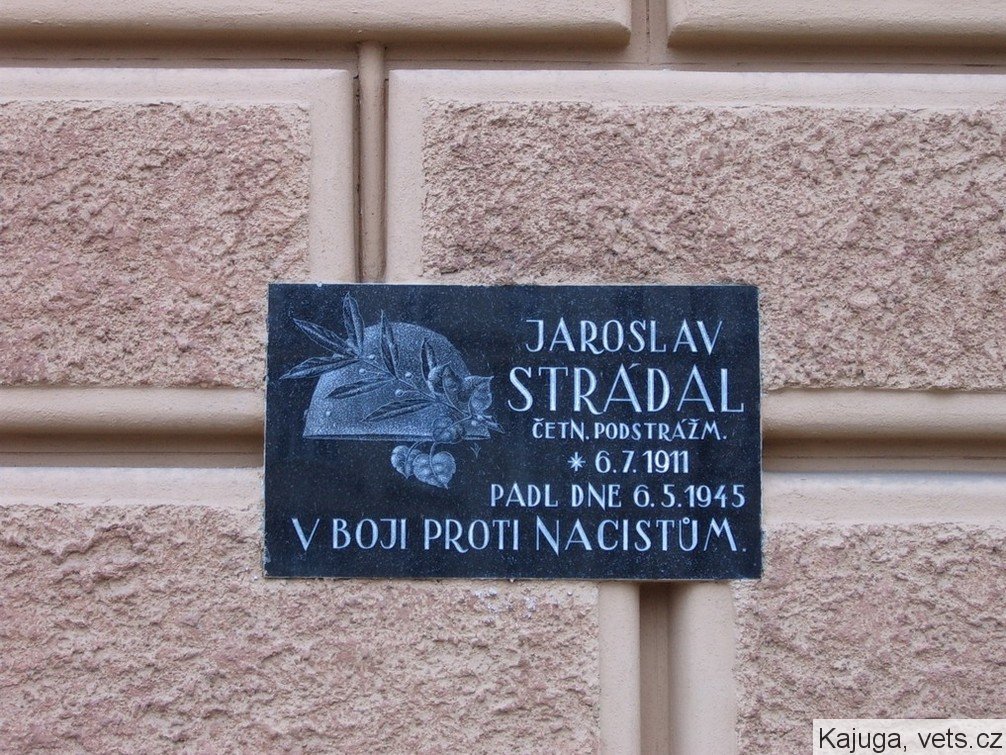 JAROSLAV
STRÁDAL
ČETN. PODSTRÁŽM.
* 6.7.1911
PADL DNE 6.5.1945
V BOJI PROTI NACISTŮM.
Kajuga, vets.cz